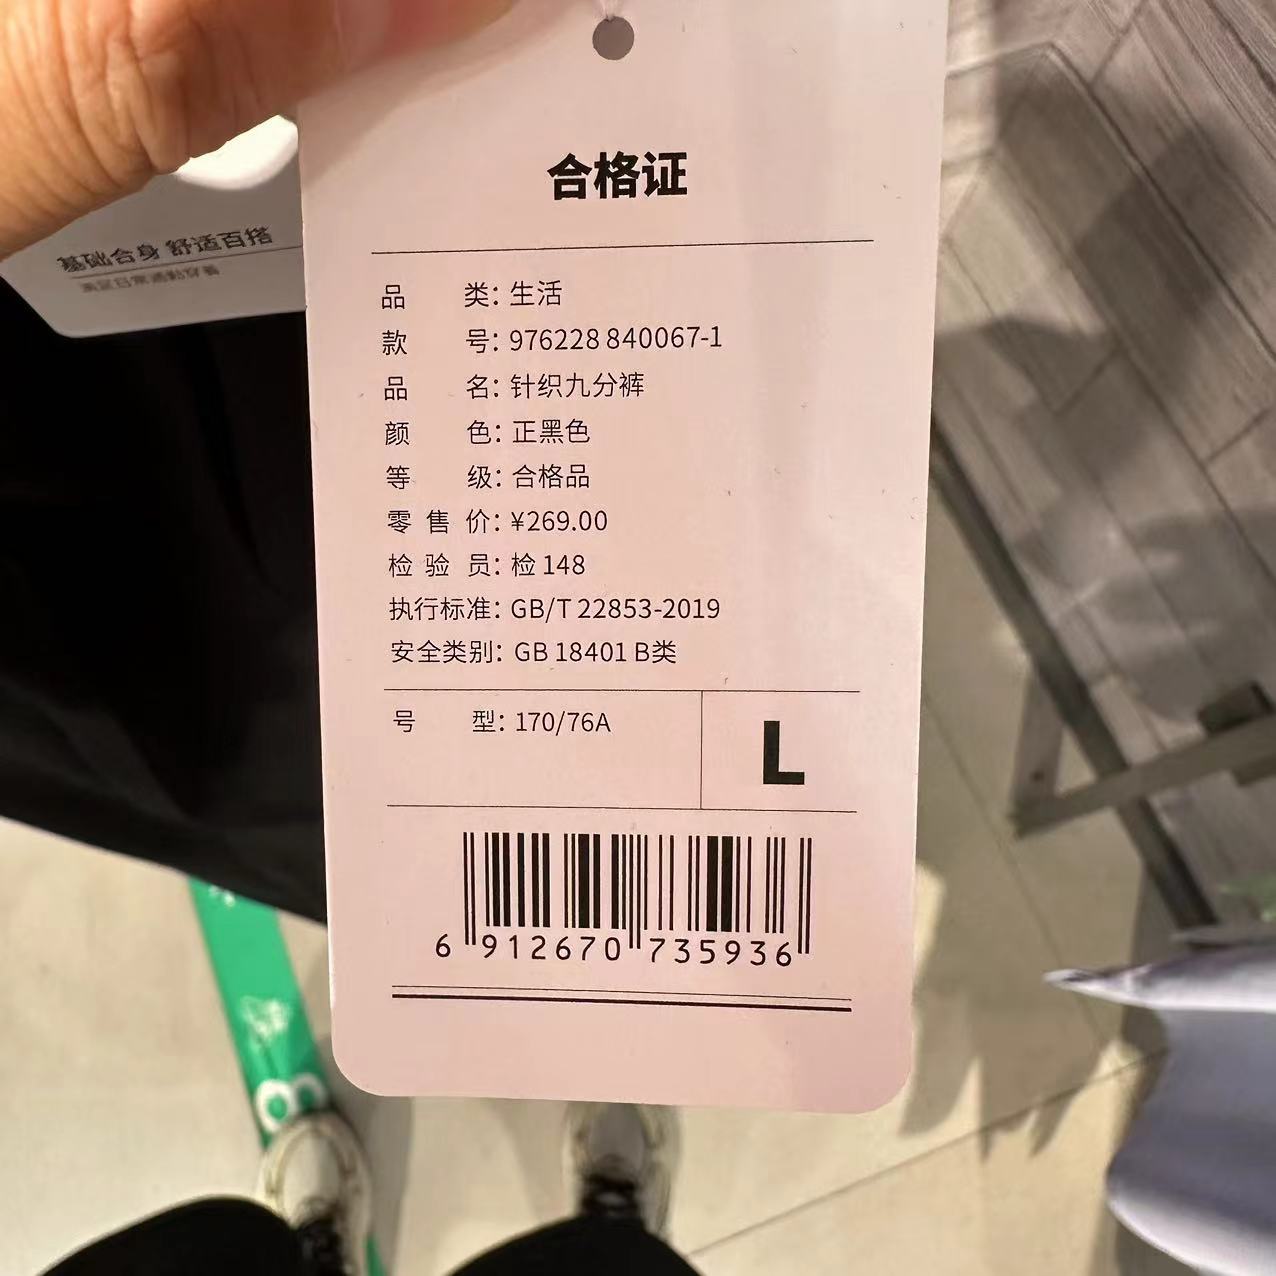 合格证
基础合身 舒适百搭
品 类：生活
款 号：976228 840067-1
品 名：针织九分裤
颜 色：正黑色
等 级：合格品
零 售 价：¥269.00
检 验 员：检 148
执行标准：GB/T 22853-2019
安全类别：GB 18401 B类
号 型：170/76A
L
6 912670 735936